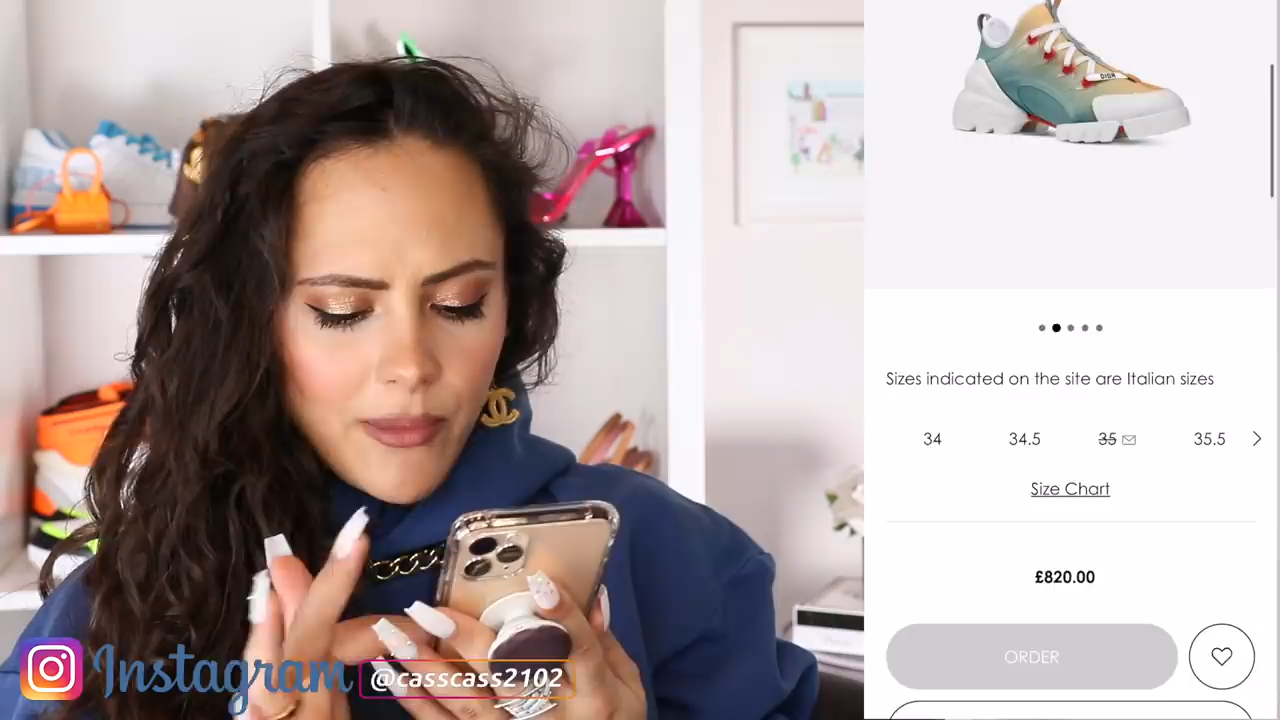 DIOR
Sizes indicated on the site are Italian sizes
34 34.5 35 35.5
Size Chart
£820.00
ORDER
Instagram @casscass2102